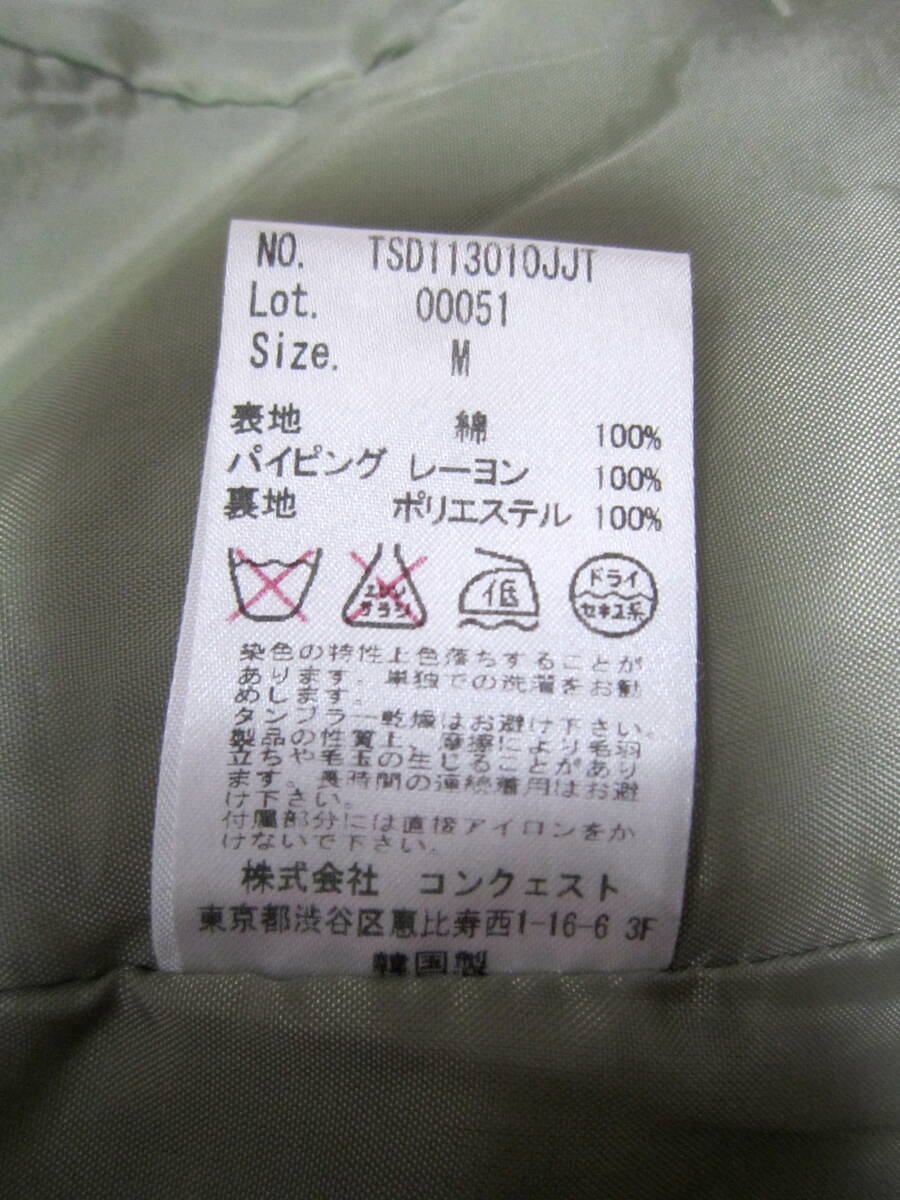 NO. TSD113010JJT
Lot. 00051
Size. M
表地 綿 100%
パイピング レーヨン 100%
裏地 ポリエステル 100%
エンソ サラシ 低 ドライ セキユ系
染色の特性上色落ちすることが
あります。単独での洗濯をお勧
めします。
タンブラー乾燥はお避け下さい。
製品の性質上、摩擦により毛羽
立ちや毛玉の生じることがあり
ます。長時間の連続着用はお避
け下さい。
付属部分には直接アイロンをか
けないで下さい。
株式会社 コンクェスト
東京都渋谷区恵比寿西1-16-6 3F
韓国製